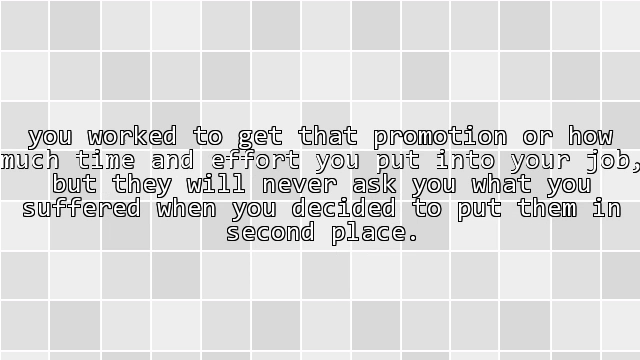 you worked to get that promotion or how
much time and effort you put into your job,
but they will never ask you what you
suffered when you decided to put them in
second place.